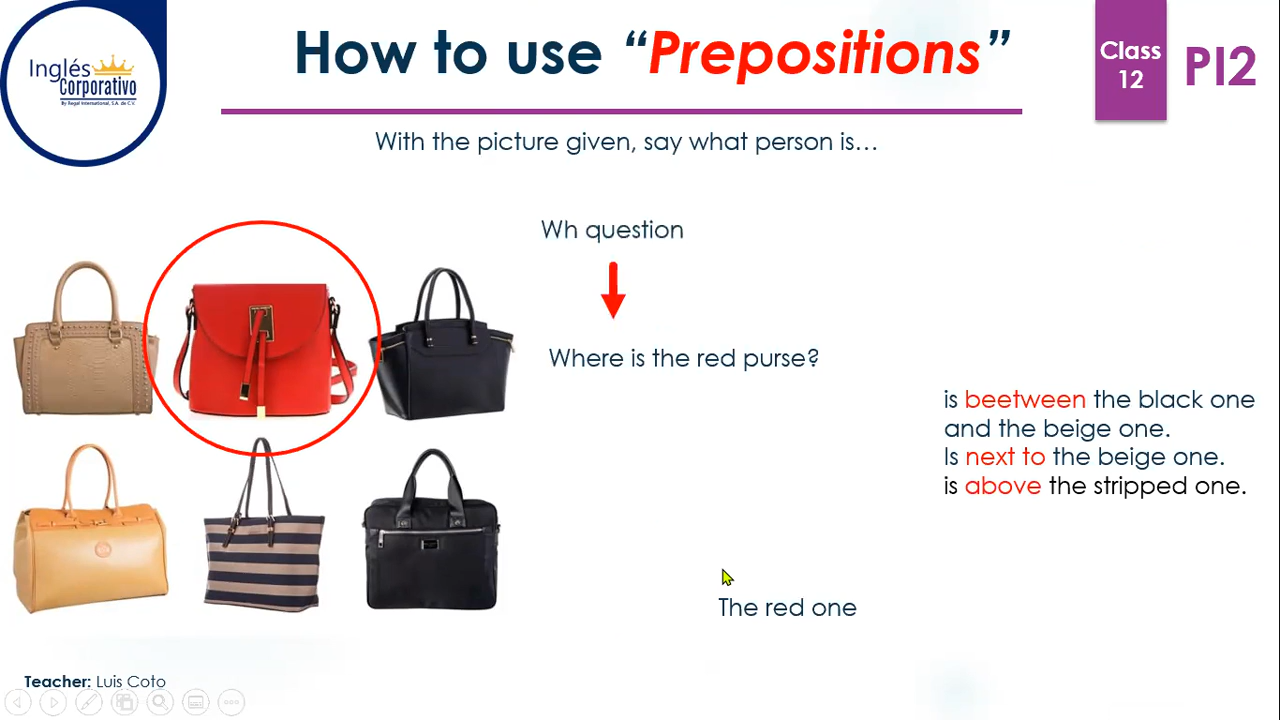 Inglés
Corporativo
By Regal International, S.A. de C.V.
How to use “Prepositions”
Class
12
PI2
With the picture given, say what person is…
Wh question
Where is the red purse?
is beetween the black one
and the beige one.
Is next to the beige one.
is above the stripped one.
The red one
Teacher: Luis Coto